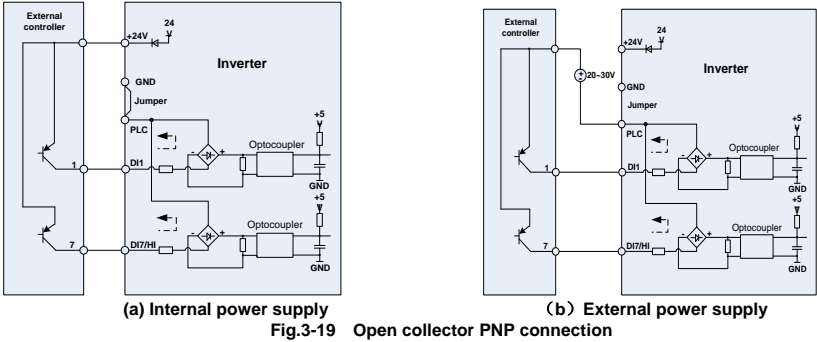 External
controller
+24V
24
V
Inverter
GND
Jumper
PLC
+5
V
Optocoupler
1
DI1
-
+
GND
+5
V
Optocoupler
7
DI7/HI
-
+
GND
(a) Internal power supply
External
controller
+24V
24
V
20~30V
Inverter
GND
Jumper
PLC
+5
V
Optocoupler
1
DI1
-
+
GND
+5
V
Optocoupler
7
DI7/HI
-
+
GND
（b）External power supply
Fig.3-19 Open collector PNP connection